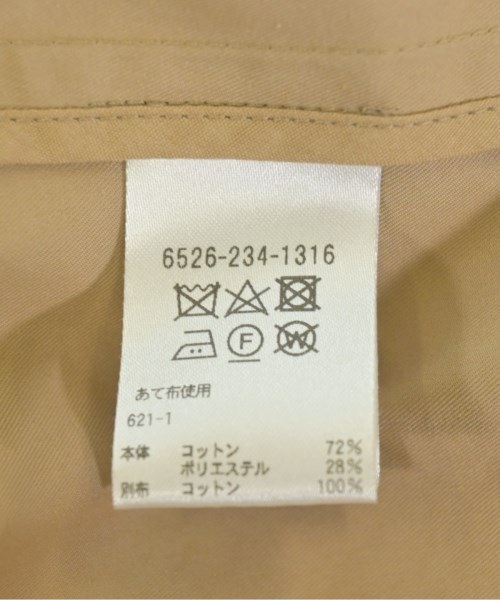 6526-234-1316
F W
あて布使用
621-1
本体 コットン 72%
ポリエステル 28%
別布 コットン 100%